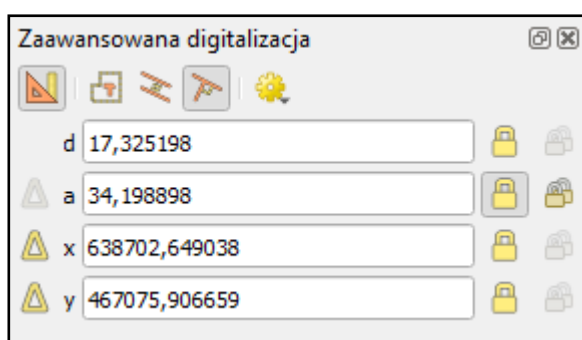 Zaawansowana digitalizacja
d 17,325198
a 34,198898
x 638702,649038
y 467075,906659